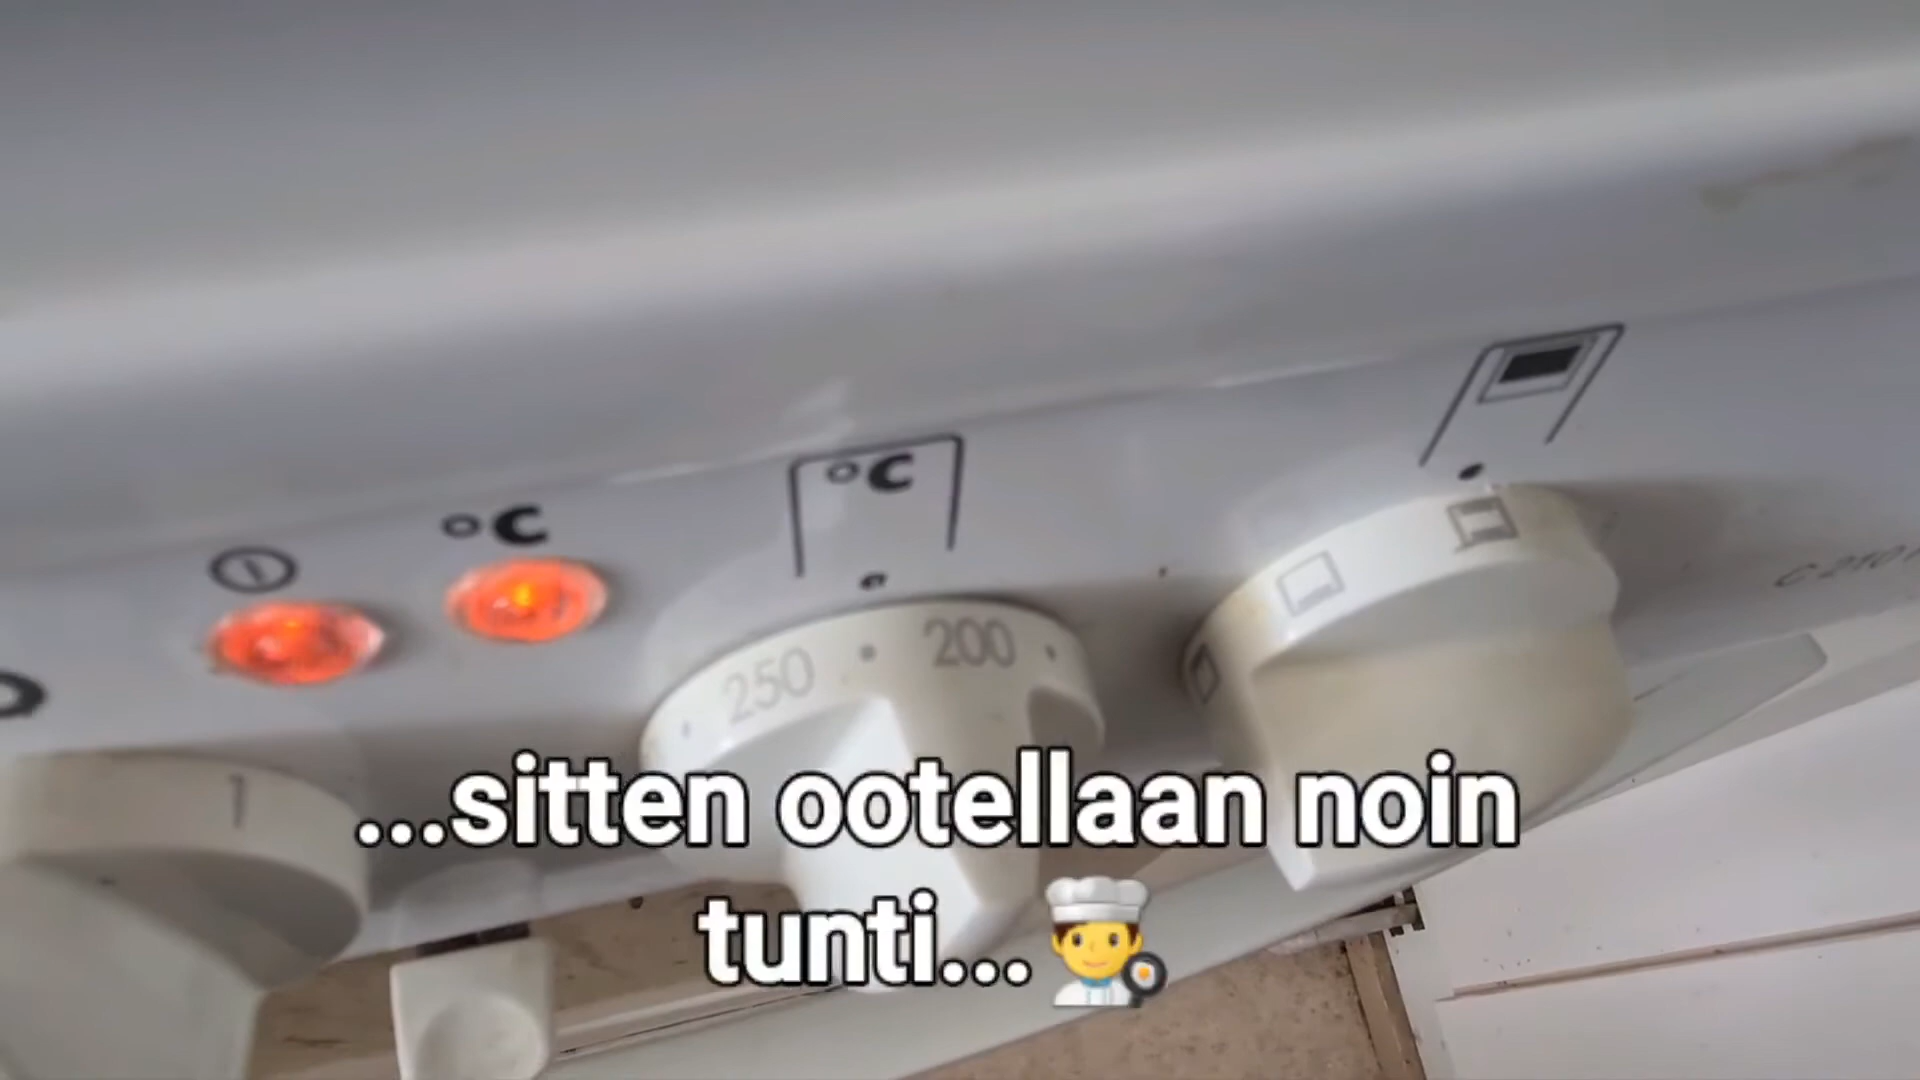 °C
°C
250 · 200
1
...sitten ootellaan noin
tunti...